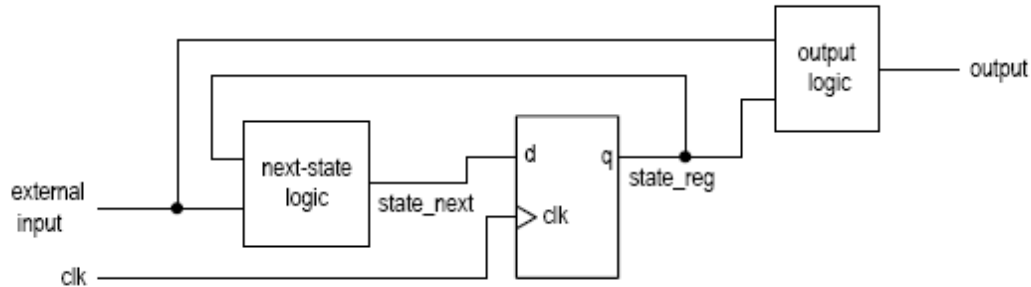 output
logic
output
next-state
logic
d
q
state_reg
state_next
clk
external
input
clk